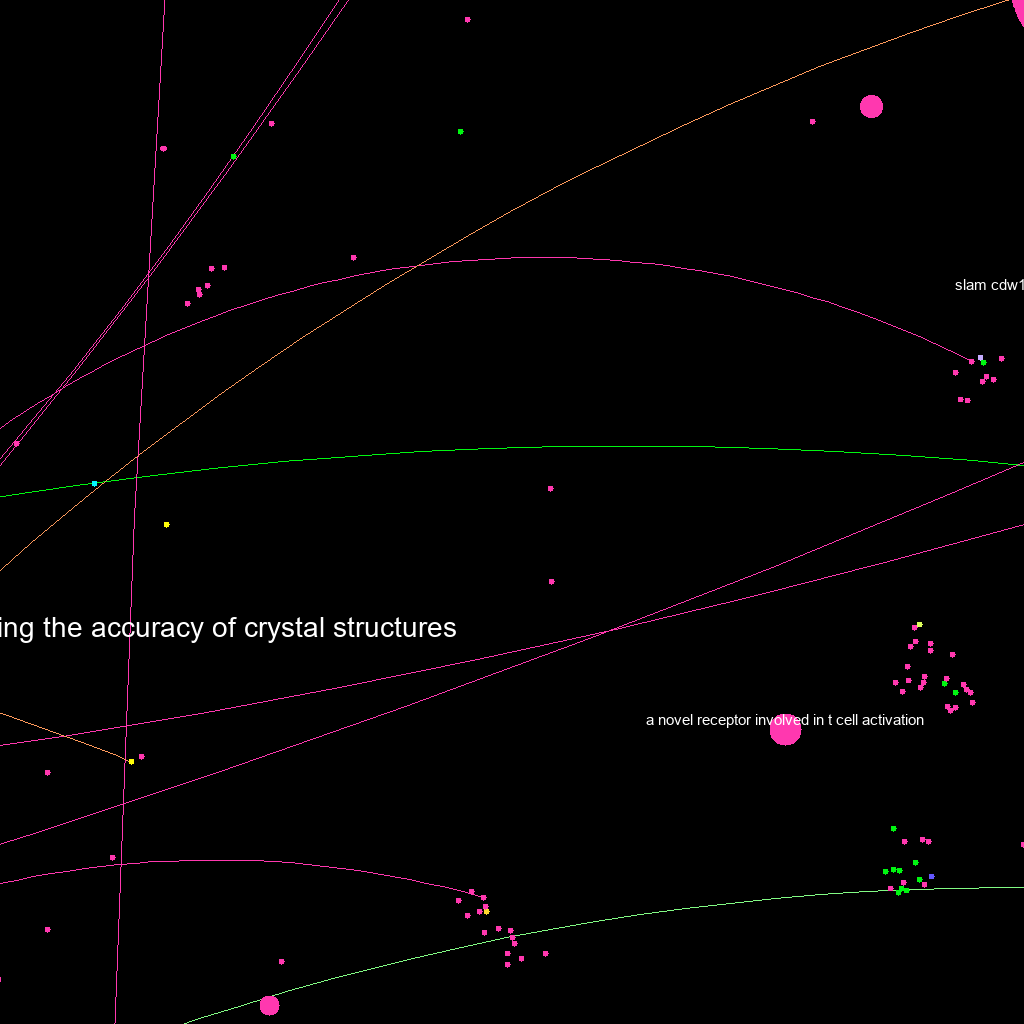 slam cdw1
ing the accuracy of crystal structures
a novel receptor involved in t cell activation